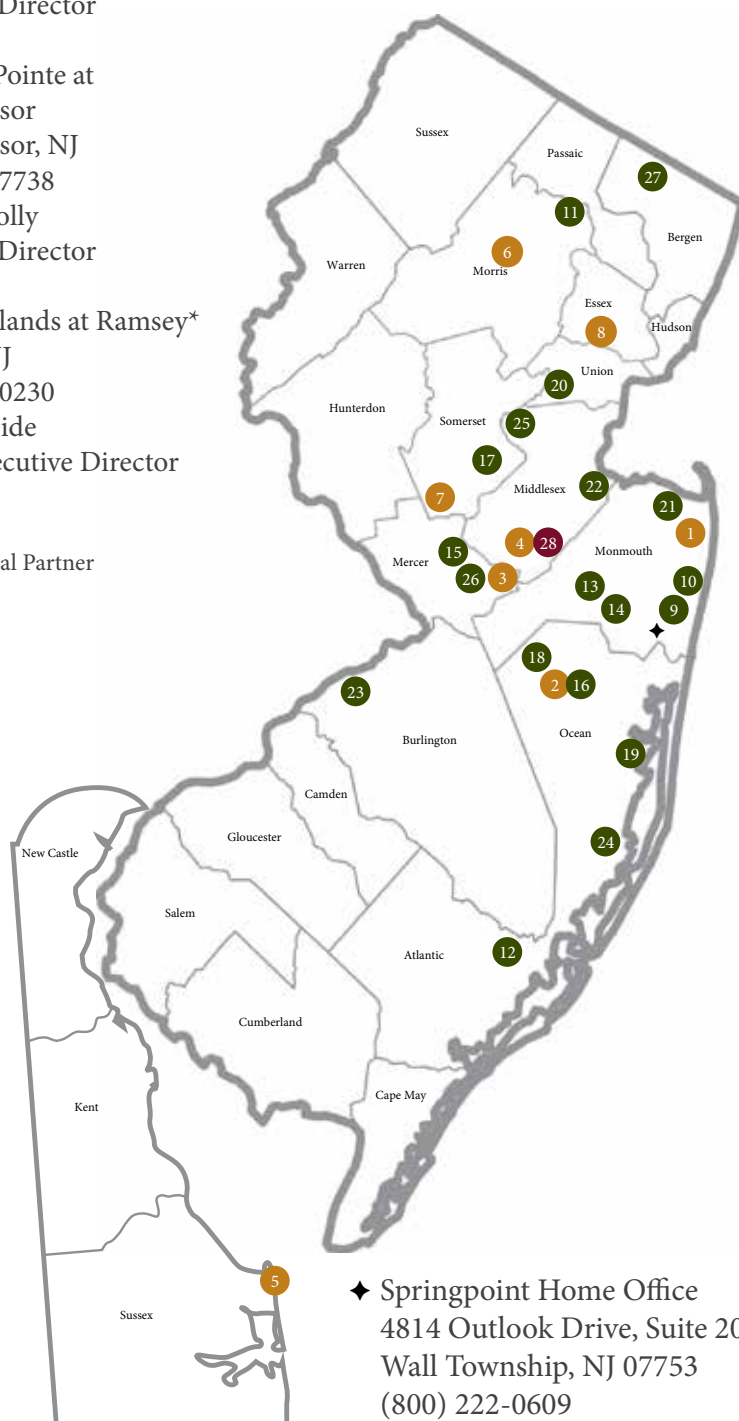 Director
Pointe at
sor
sor, NJ
7738
olly
Director
lands at Ramsey*
J
0230
ide
ecutive Director
al Partner
Sussex
Passaic
27
11
Bergen
6
Morris
Warren
Essex
8
Hudson
Union
20
Hunterdon
Somerset
25
17
Middlesex
22
7
21
1
4
28
Monmouth
15
Mercer
26
3
13
10
14
9
18
2
16
23
Ocean
Burlington
19
Camden
Gloucester
24
New Castle
Salem
Atlantic
12
Cumberland
Cape May
Kent
5
Sussex
Springpoint Home Office
4814 Outlook Drive, Suite 20
Wall Township, NJ 07753
(800) 222-0609